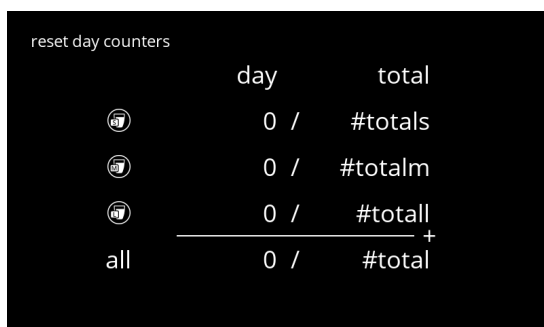 reset day counters
day total
S 0 / #totals
M 0 / #totalm
L 0 / #totall
+
all 0 / #total